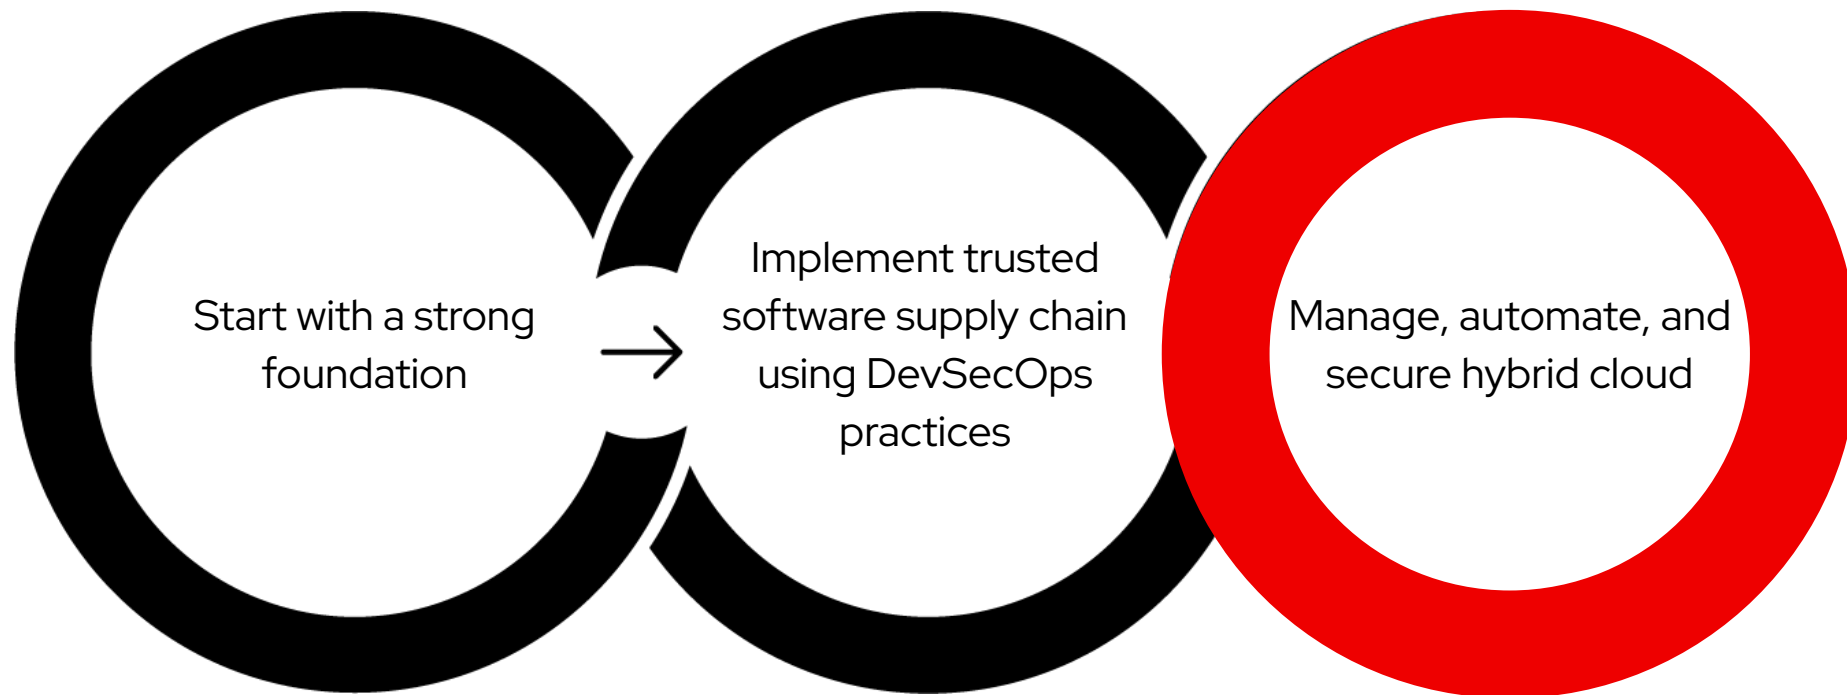 Start with a strong
foundation
Implement trusted
software supply chain
using DevSecOps
practices
Manage, automate, and
secure hybrid cloud